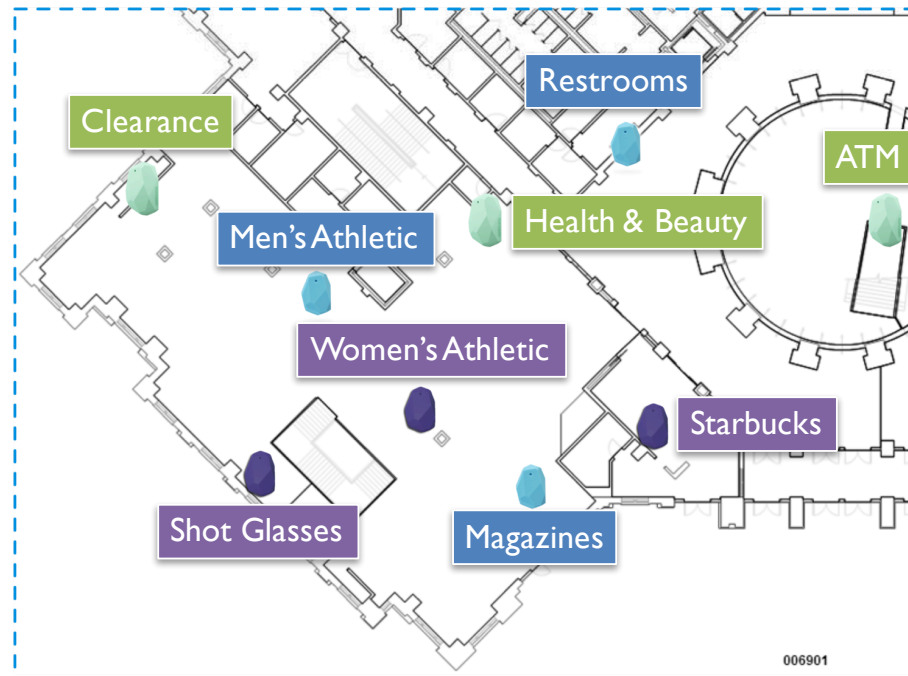 Restrooms
Clearance
ATM
Health & Beauty
Men's Athletic
Women's Athletic
Starbucks
Shot Glasses
Magazines
006901